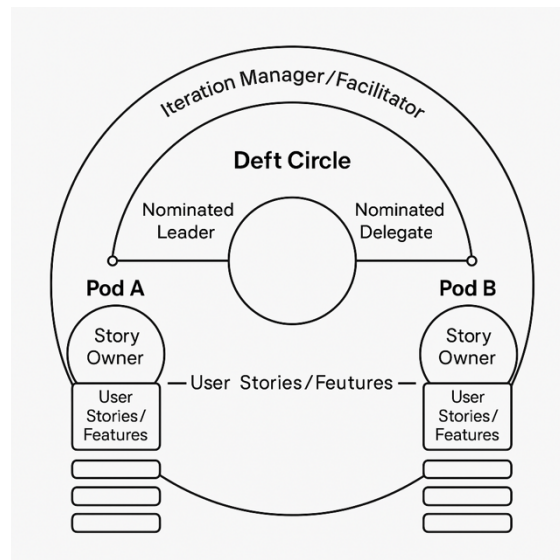 Iteration Manager/Facilitator
Deft Circle
Nominated
Leader
Nominated
Delegate
Pod A
Pod B
Story
Owner
Story
Owner
User Stories/Feutures
User
Stories/
Features
User
Stories/
Features